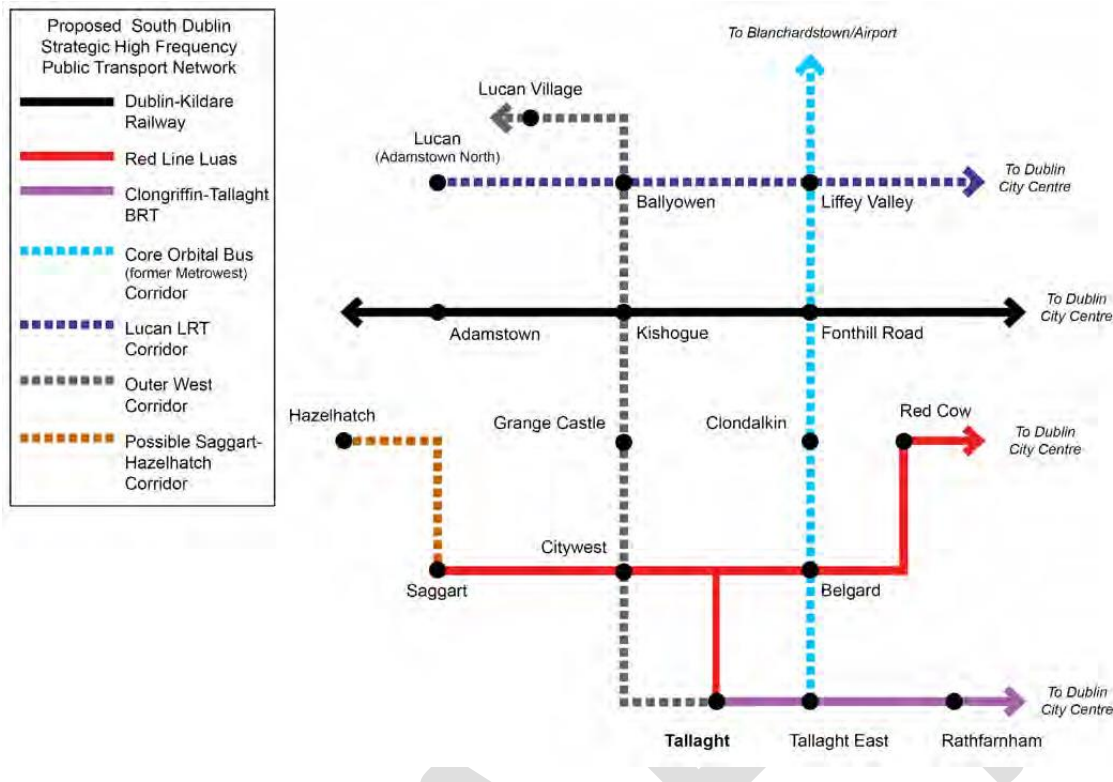 Proposed South Dublin
Strategic High Frequency
Public Transport Network
Dublin-Kildare
Railway
Red Line Luas
Clongriffin-Tallaght
BRT
Core Orbital Bus
(former Metrowest)
Corridor
Lucan LRT
Corridor
Outer West
Corridor
Possible Saggart-
Hazelhatch
Corridor
To Blanchardstown/Airport
Lucan Village
Lucan
(Adamstown North)
To Dublin
City Centre
Ballyowen
Liffey Valley
To Dublin
City Centre
Adamstown
Kishogue
Fonthill Road
Hazelhatch
Grange Castle
Clondalkin
Red Cow
To Dublin
City Centre
Citywest
Saggart
Belgard
To Dublin
City Centre
Tallaght
Tallaght East
Rathfarnham